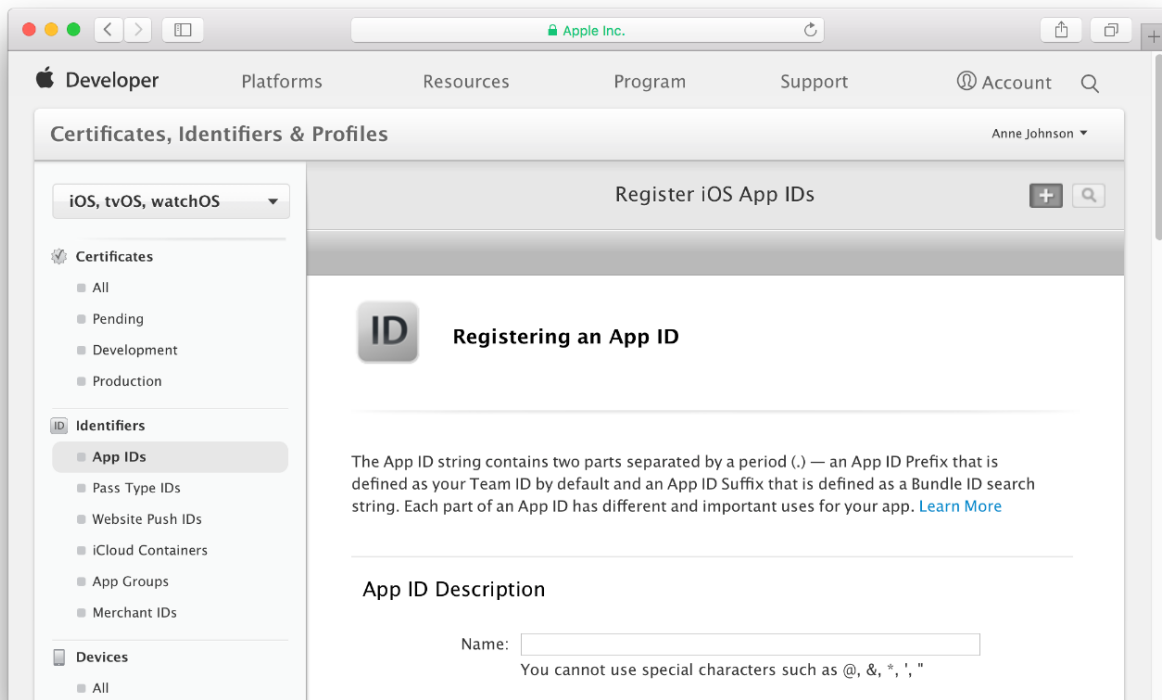 Apple Inc.
Developer
Platforms
Resources
Program
Support
Account
Certificates, Identifiers & Profiles
Anne Johnson
iOS, tvOS, watchOS
Certificates
All
Pending
Development
Production
ID Identifiers
App IDs
Pass Type IDs
Website Push IDs
iCloud Containers
App Groups
Merchant IDs
Devices
All
Register iOS App IDs
ID
Registering an App ID
The App ID string contains two parts separated by a period (.) — an App ID Prefix that is
defined as your Team ID by default and an App ID Suffix that is defined as a Bundle ID search
string. Each part of an App ID has different and important uses for your app. Learn More
App ID Description
Name:
You cannot use special characters such as @, &, *, ', "